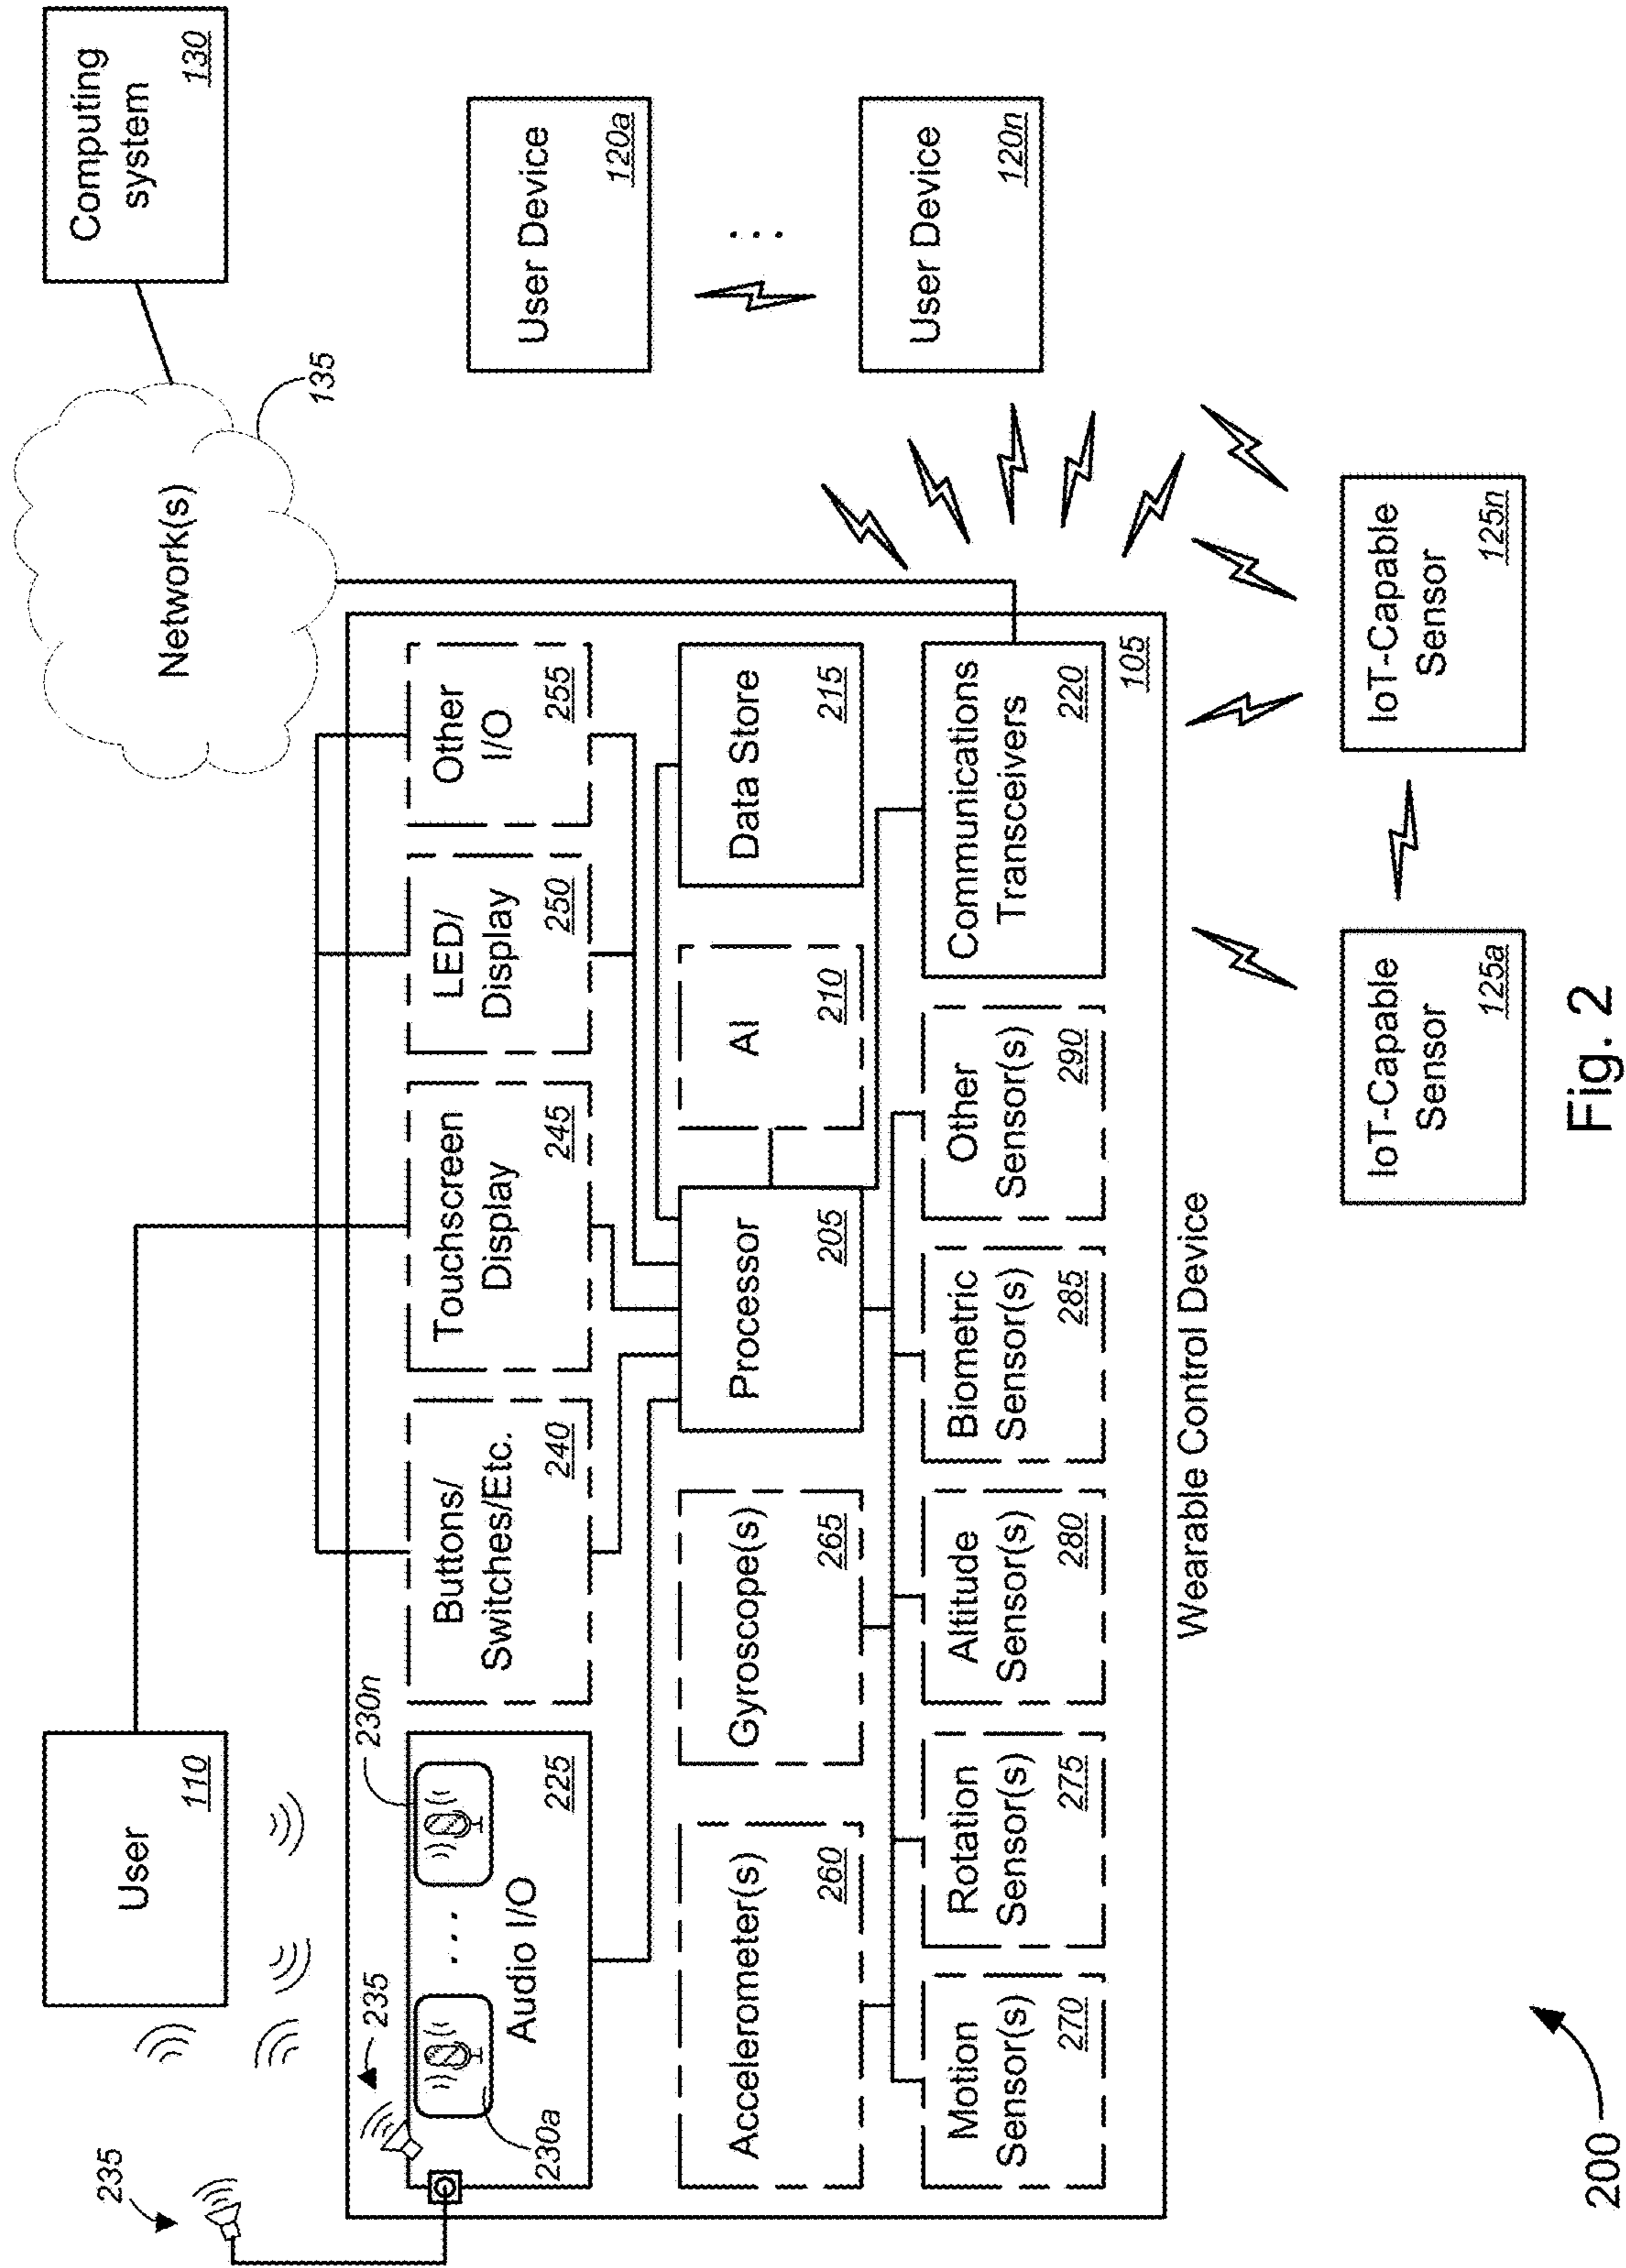 235
User
110
Computing
system
130
Network(s)
135
235
230n
230a
Audio I/O
225
Buttons/
Switches/Etc.
240
Touchscreen
Display
245
LED/
Display
250
Other
I/O
255
Accelerometer(s)
260
Gyroscope(s)
265
Processor
205
AI
210
Data Store
215
Motion
Sensor(s)
270
Rotation
Sensor(s)
275
Altitude
Sensor(s)
280
Biometric
Sensor(s)
285
Other
Sensor(s)
290
Communications
Transceivers
220
105
Wearable Control Device
User Device
120a
...
User Device
120n
IoT-Capable
Sensor
125a
IoT-Capable
Sensor
125n
200
Fig. 2